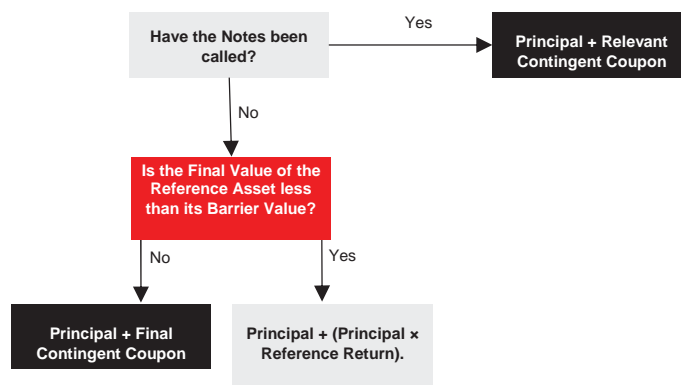 Have the Notes been
called?
Yes
Principal + Relevant
Contingent Coupon
No
Is the Final Value of the
Reference Asset less
than its Barrier Value?
No
Yes
Principal + Final
Contingent Coupon
Principal + (Principal ×
Reference Return).